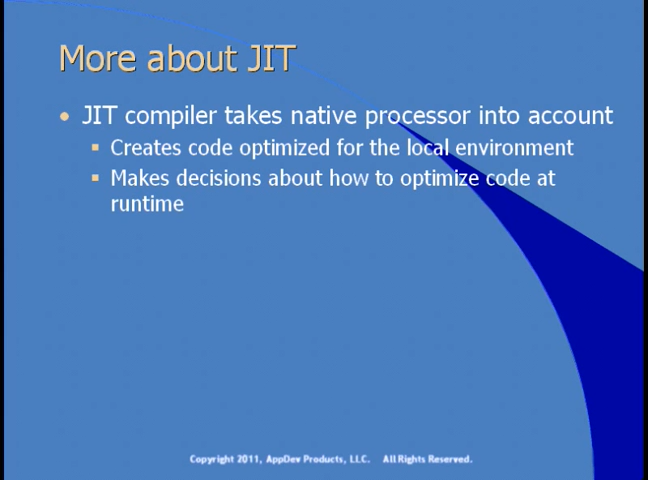 More about JIT
• JIT compiler takes native processor into account
▪ Creates code optimized for the local environment
▪ Makes decisions about how to optimize code at
runtime
Copyright 2011, AppDev Products, LLC. All Rights Reserved.